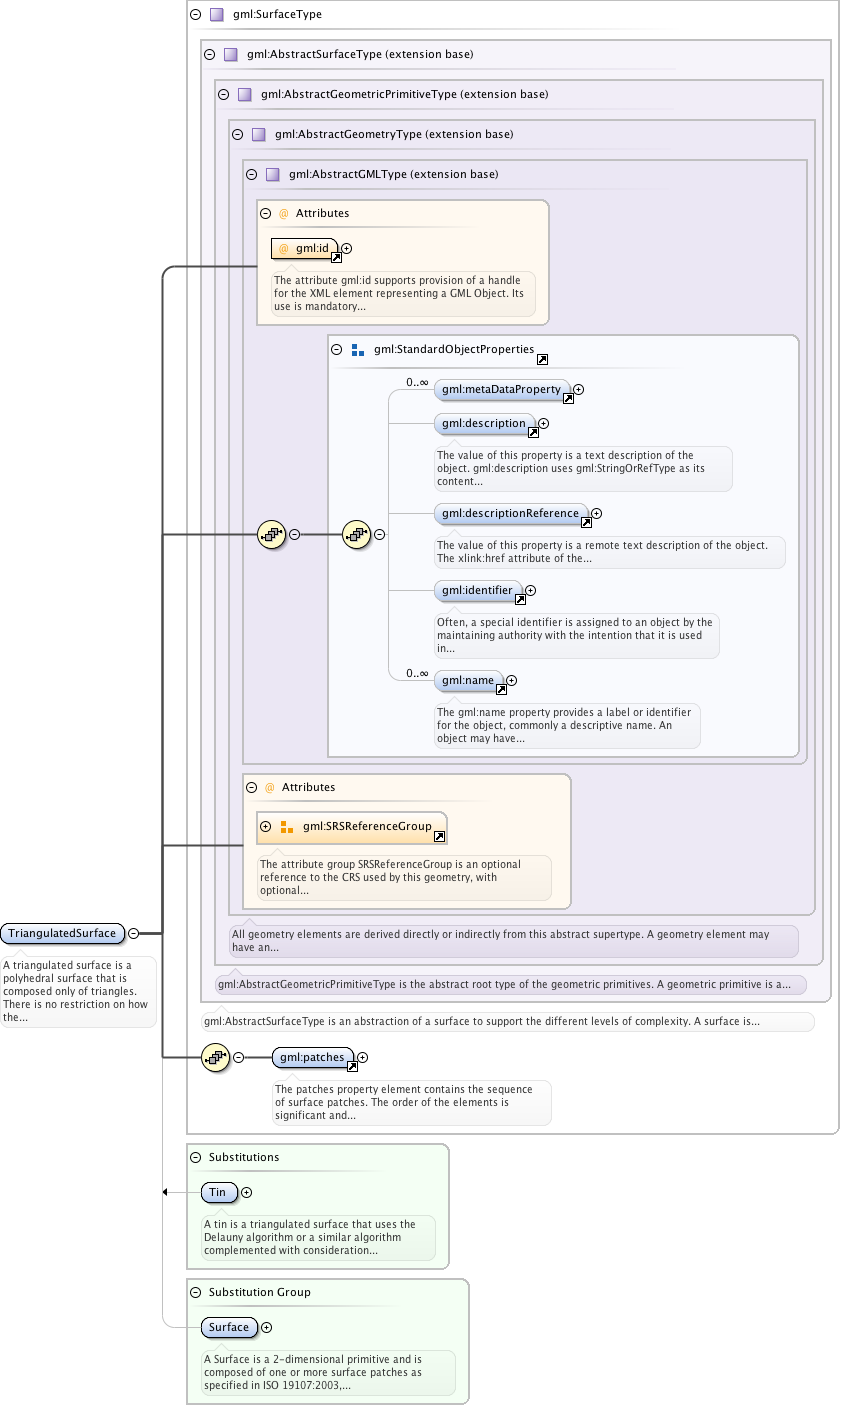 gml:SurfaceType
gml:AbstractSurfaceType (extension base)
gml:AbstractGeometricPrimitiveType (extension base)
gml:AbstractGeometryType (extension base)
gml:AbstractGMLType (extension base)
@ Attributes
@ gml:id
The attribute gml:id supports provision of a handle
for the XML element representing a GML Object. Its
use is mandatory...
gml:StandardObjectProperties
0..∞
gml:metaDataProperty
gml:description
The value of this property is a text description of the
object. gml:description uses gml:StringOrRefType as its
content...
gml:descriptionReference
The value of this property is a remote text description of the object.
The xlink:href attribute of the...
gml:identifier
Often, a special identifier is assigned to an object by the
maintaining authority with the intention that it is used
in...
0..∞
gml:name
The gml:name property provides a label or identifier
for the object, commonly a descriptive name. An
object may have...
@ Attributes
gml:SRSReferenceGroup
The attribute group SRSReferenceGroup is an optional
reference to the CRS used by this geometry, with
optional...
All geometry elements are derived directly or indirectly from this abstract supertype. A geometry element may
have an...
gml:AbstractGeometricPrimitiveType is the abstract root type of the geometric primitives. A geometric primitive is a...
gml:AbstractSurfaceType is an abstraction of a surface to support the different levels of complexity. A surface is...
TriangulatedSurface
A triangulated surface is a
polyhedral surface that is
composed only of triangles.
There is no restriction on how
the...
gml:patches
The patches property element contains the sequence
of surface patches. The order of the elements is
significant and...
Substitutions
Tin
A tin is a triangulated surface that uses the
Delauny algorithm or a similar algorithm
complemented with consideration...
Substitution Group
Surface
A Surface is a 2-dimensional primitive and is
composed of one or more surface patches as
specified in ISO 19107:2003,...